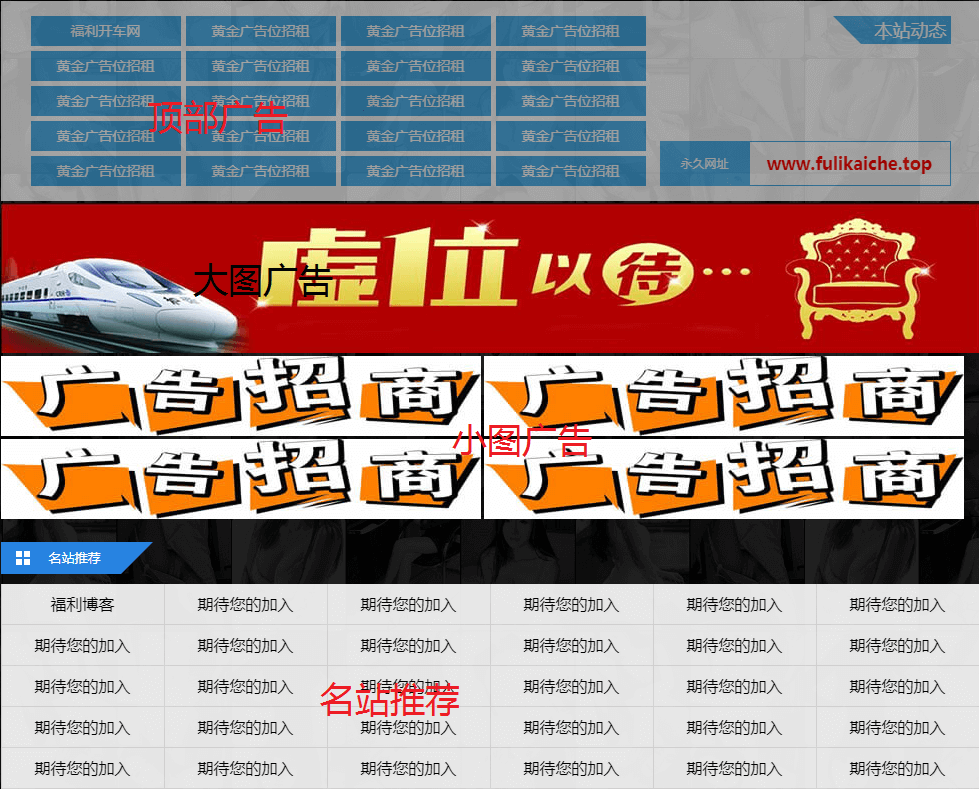 福利开车网 黄金广告位招租 黄金广告位招租 黄金广告位招租 本站动态
黄金广告位招租 黄金广告位招租 黄金广告位招租 黄金广告位招租
黄金广告位招租 黄金广告位招租 黄金广告位招租 黄金广告位招租
顶部广告
黄金广告位招租 黄金广告位招租 黄金广告位招租 黄金广告位招租
黄金广告位招租 黄金广告位招租 黄金广告位招租 黄金广告位招租
永久网址 www.fulikaiche.top
虚位以待···
大图广告
广告招商 广告招商
小图广告
广告招商 广告招商
名站推荐
福利博客 期待您的加入 期待您的加入 期待您的加入 期待您的加入 期待您的加入
期待您的加入 期待您的加入 期待您的加入 期待您的加入 期待您的加入 期待您的加入
期待您的加入 期待您的加入 期待您的加入 期待您的加入 期待您的加入 期待您的加入
名站推荐
期待您的加入 期待您的加入 期待您的加入 期待您的加入 期待您的加入 期待您的加入
期待您的加入 期待您的加入 期待您的加入 期待您的加入 期待您的加入 期待您的加入